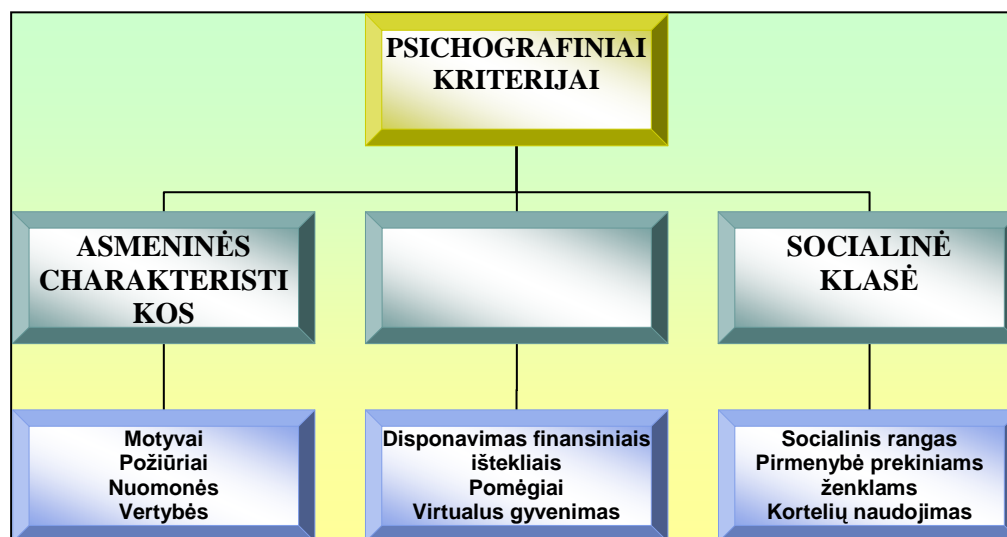 PSICHOGRAFINIAI
KRITERIJAI
ASMENINĖS
CHARAKTERISTI
KOS
SOCIALINĖ
KLASĖ
Motyvai
Požiūriai
Nuomonės
Vertybės
Disponavimas finansiniais
ištekliais
Pomėgiai
Virtualus gyvenimas
Socialinis rangas
Pirmenybė prekiniams
ženklams
Kortelių naudojimas